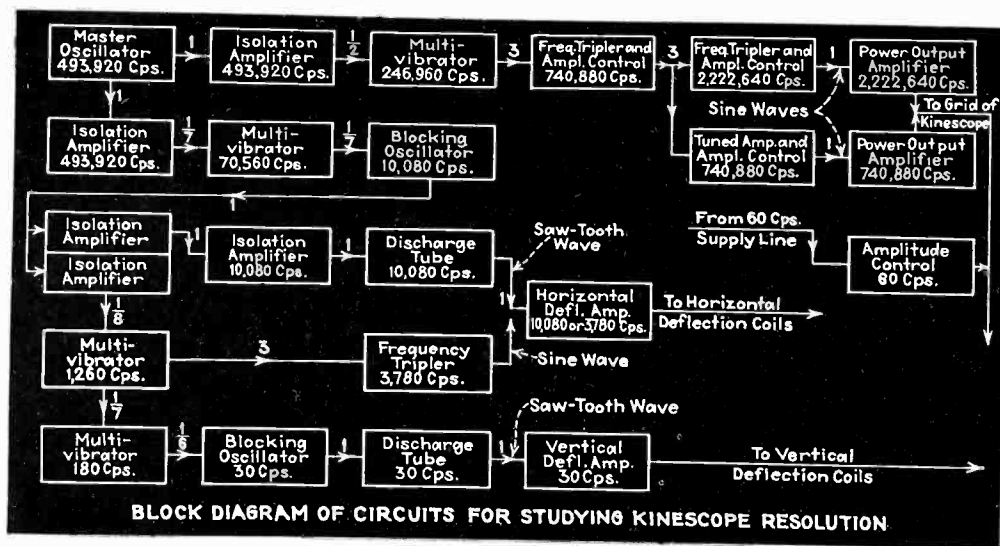 Master
Oscillator
493,920 Cps.
1
Isolation
Amplifier
493,920 Cps.
1/2
Multi-
vibrator
246,960 Cps.
3
Freq. Tripler and
Ampl. Control
740,880 Cps.
3
Freq. Tripler and
Ampl. Control
2,222,640 Cps.
1
Power Output
Amplifier
2,222,640 Cps.
Sine Waves
To Grid of
Kinescope
1
Isolation
Amplifier
493,920 Cps.
1/7
Multi-
vibrator
70,560 Cps.
1/7
Blocking
Oscillator
10,080 Cps.
Tuned Amp. and
Ampl. Control
740,880 Cps.
1
Power Output
Amplifier
740,880 Cps.
1
Isolation
Amplifier
Isolation
Amplifier
1
Isolation
Amplifier
10,080 Cps.
1
Discharge
Tube
10,080 Cps.
Saw-Tooth
Wave
From 60 Cps.
Supply Line
Amplitude
Control
60 Cps.
1
Horizontal
Defl. Amp.
10,080 or 3,780 Cps.
To Horizontal
Deflection Coils
1/8
Multi-
vibrator
1,260 Cps.
3
Frequency
Tripler
3,780 Cps.
Sine Wave
1/7
Multi-
vibrator
180 Cps.
1/6
Blocking
Oscillator
30 Cps.
1
Discharge
Tube
30 Cps.
1
Saw-Tooth Wave
Vertical
Defl. Amp.
30 Cps.
To Vertical
Deflection Coils
BLOCK DIAGRAM OF CIRCUITS FOR STUDYING KINESCOPE RESOLUTION